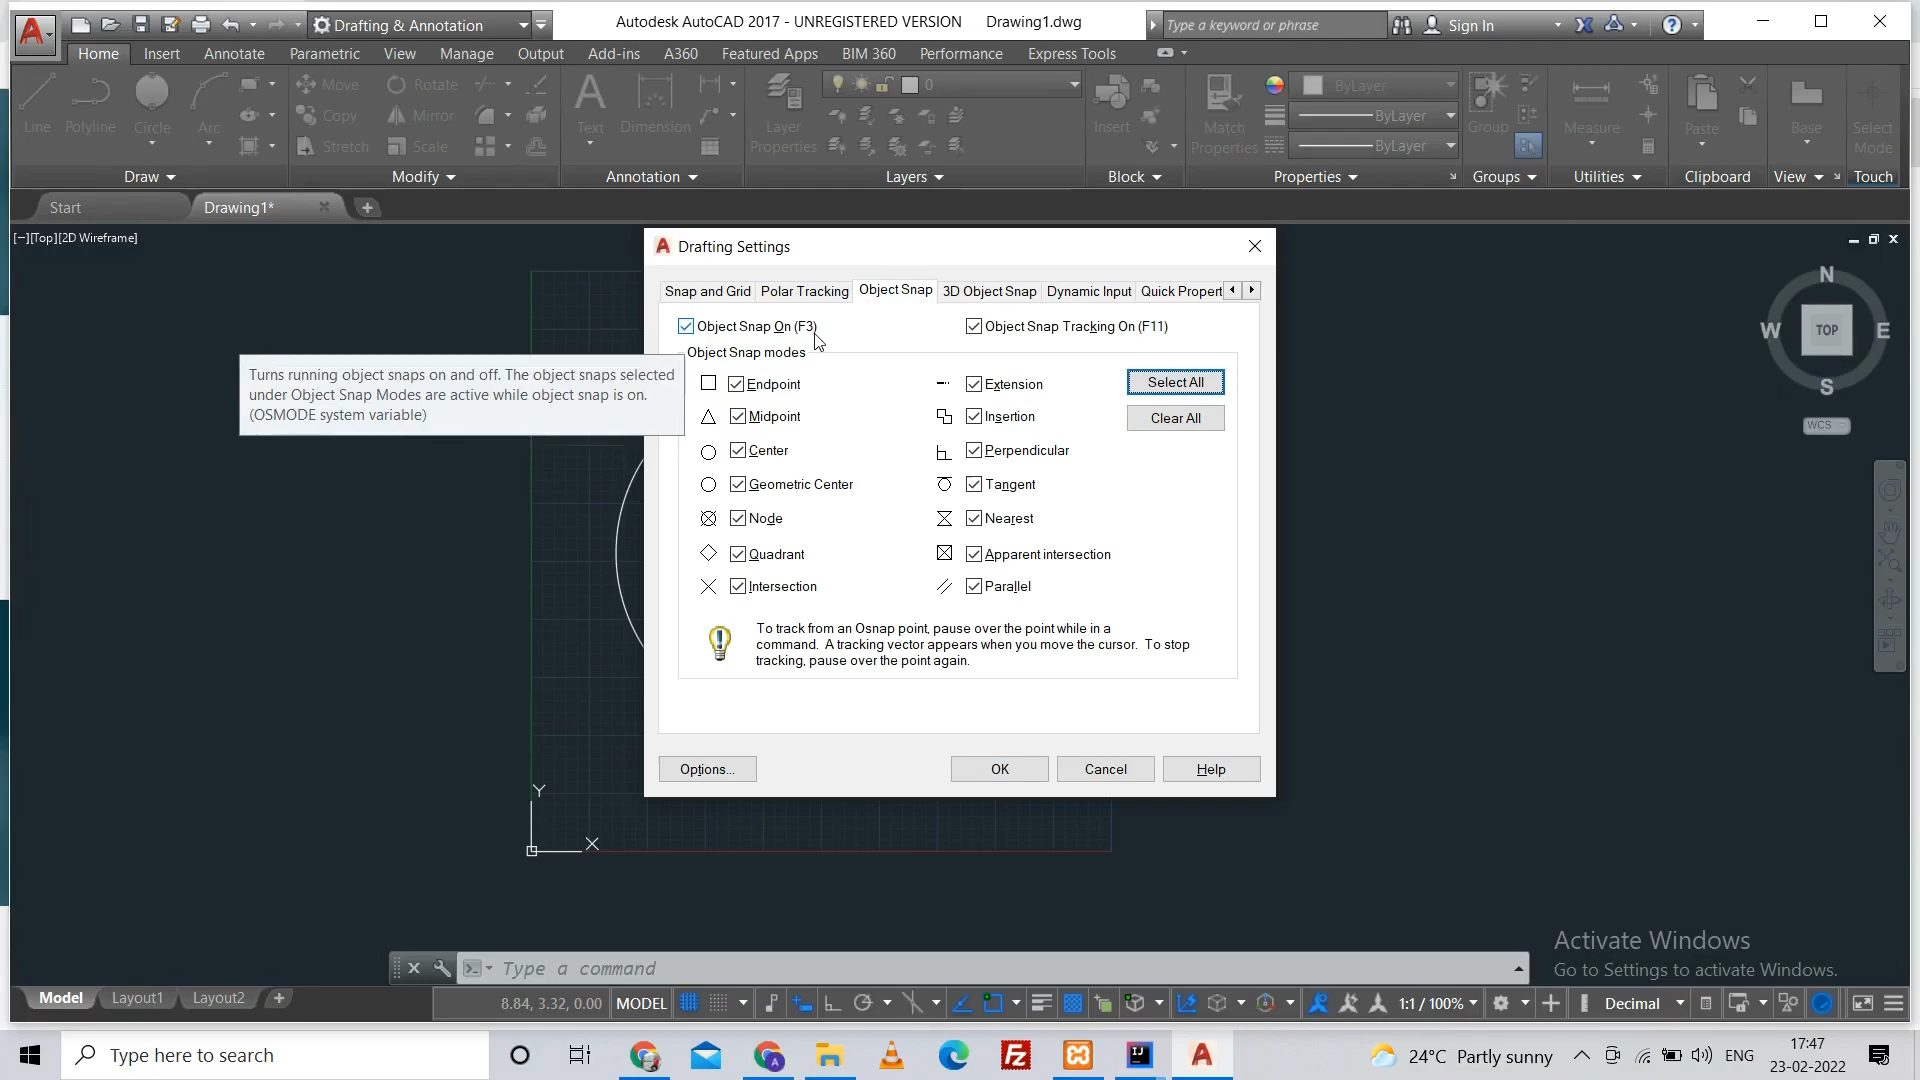 Drafting & Annotation
Autodesk AutoCAD 2017 - UNREGISTERED VERSION Drawing1.dwg
Type a keyword or phrase
Sign In
Home Insert Annotate Parametric View Manage Output Add-ins A360 Featured Apps BIM 360 Performance Express Tools
Line Polyline Circle Arc
Move Rotate
Copy Mirror
Stretch Scale
Text Dimension
Layer
Properties
0
Insert
Match
Properties
ByLayer
ByLayer
ByLayer
Group
Measure
Paste
Base
Select
Mode
Draw Modify Annotation Layers Block Properties Groups Utilities Clipboard View Touch
Start Drawing1*
[−][Top][2D Wireframe]
Drafting Settings
Snap and Grid Polar Tracking Object Snap 3D Object Snap Dynamic Input Quick Propert
Object Snap On (F3) Object Snap Tracking On (F11)
Object Snap modes
Endpoint Extension Select All
Midpoint Insertion Clear All
Center Perpendicular
Geometric Center Tangent
Node Nearest
Quadrant Apparent intersection
Intersection Parallel
To track from an Osnap point, pause over the point while in a
command. A tracking vector appears when you move the cursor. To stop
tracking, pause over the point again.
Options... OK Cancel Help
Turns running object snaps on and off. The object snaps selected
under Object Snap Modes are active while object snap is on.
(OSMODE system variable)
N
W TOP E
S
WCS
Y
X
Type a command
Activate Windows
Go to Settings to activate Windows.
Model Layout1 Layout2
8.84, 3.32, 0.00 MODEL 1:1 / 100% Decimal
Type here to search
24°C Partly sunny ENG
17:47
23-02-2022